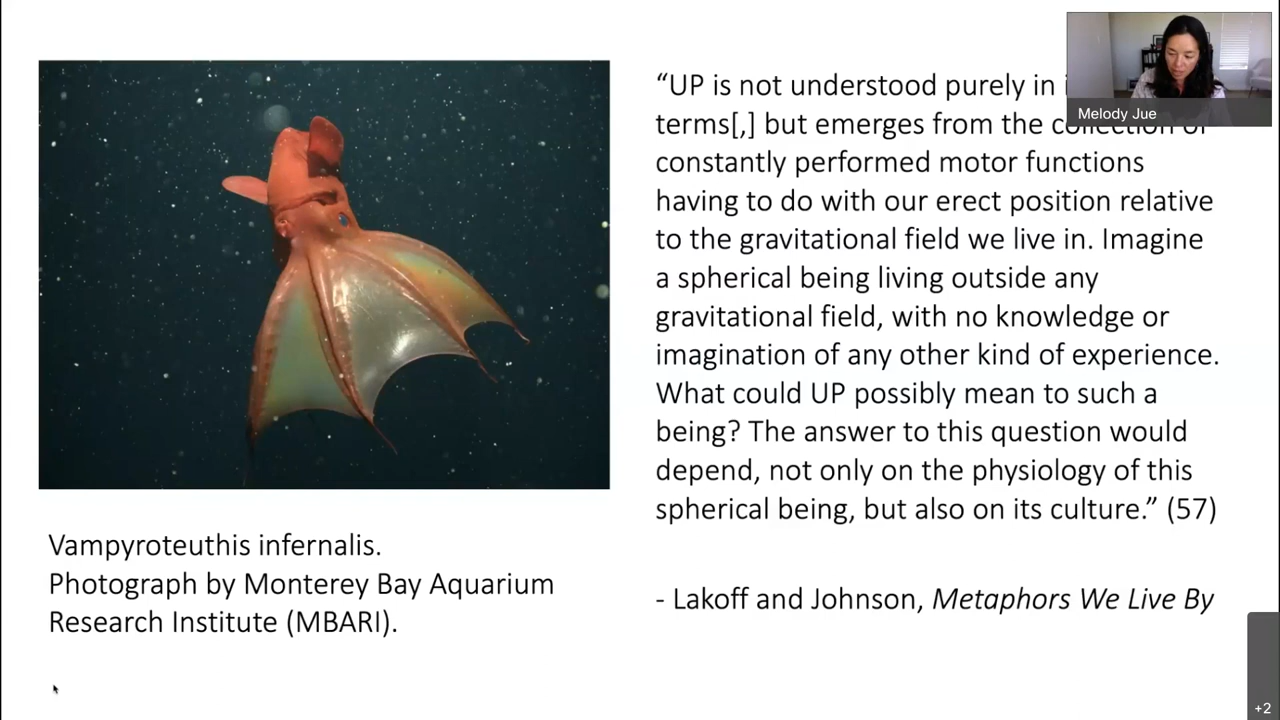 “UP is not understood purely in
terms[,] but emerges from the collection of
constantly performed motor functions
having to do with our erect position relative
to the gravitational field we live in. Imagine
a spherical being living outside any
gravitational field, with no knowledge or
imagination of any other kind of experience.
What could UP possibly mean to such a
being? The answer to this question would
depend, not only on the physiology of this
spherical being, but also on its culture.” (57)
- Lakoff and Johnson, Metaphors We Live By
Vampyroteuthis infernalis.
Photograph by Monterey Bay Aquarium
Research Institute (MBARI).
Melody Jue
+2